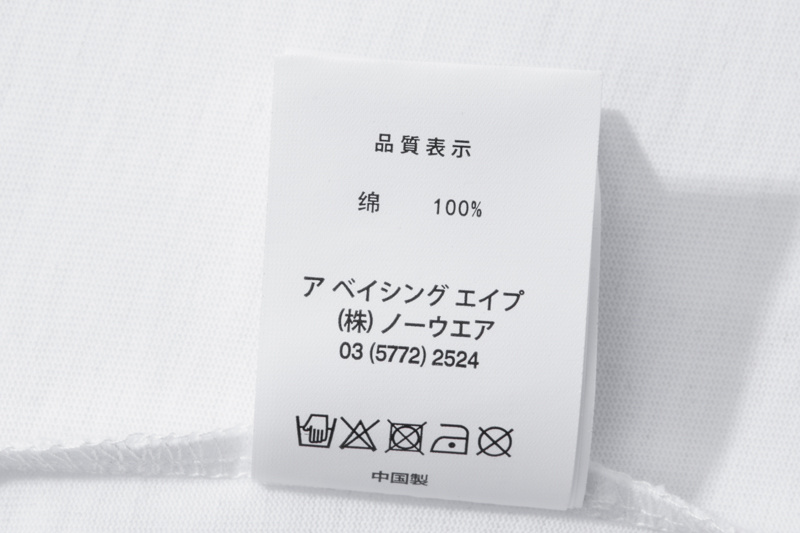 品質表示
绵 100%
ア ベイシング エイプ
(株) ノーウエア
03 (5772) 2524
中国製